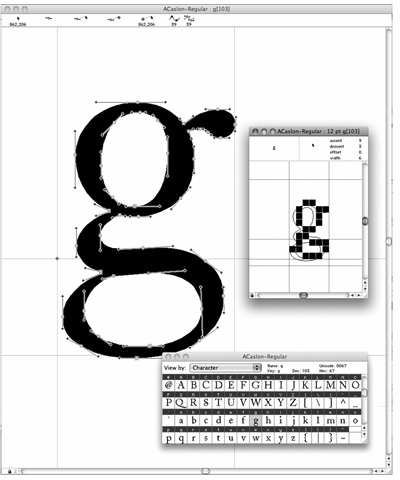 ACaslon-Regular : g[103]
862,206 862,206 59 59
g
ACaslon-Regular : 12 pt g[103]
ascent 9
descent 3
offset 0
width 6
g
ACaslon-Regular
View by: Character Name: g Unicode: 0067
Key: g Dec: 103 Hex: 67
@ A B C D E F G H I J K L M N O
P Q R S T U V W X Y Z [ \ ] ^ _
` a b c d e f g h i j k l m n o
p q r s t u v w x y z { | } ~